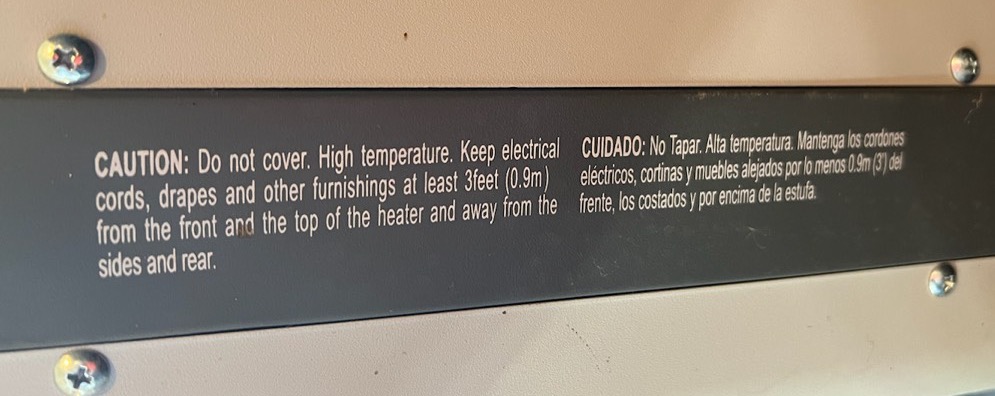 CAUTION: Do not cover. High temperature. Keep electrical
cords, drapes and other furnishings at least 3feet (0.9m)
from the front and the top of the heater and away from the
sides and rear.
CUIDADO: No Tapar. Alta temperatura. Mantenga los cordones
eléctricos, cortinas y muebles alejados por lo menos 0.9m (3') del
frente, los costados y por encima de la estufa.